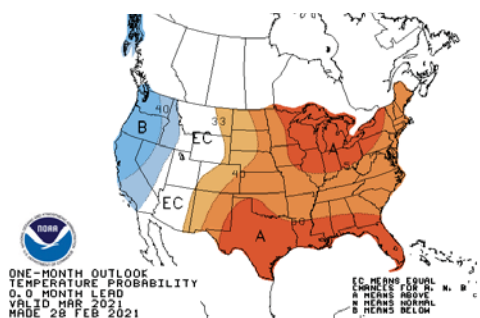 40
33
B
EC
A
50
40
EC
50
A
NOAA
ONE-MONTH OUTLOOK
TEMPERATURE PROBABILITY
0.0 MONTH LEAD
VALID MAR 2021
MADE 28 FEB 2021
EC MEANS EQUAL
CHANCES FOR A, N, B
A MEANS ABOVE
N MEANS NORMAL
B MEANS BELOW